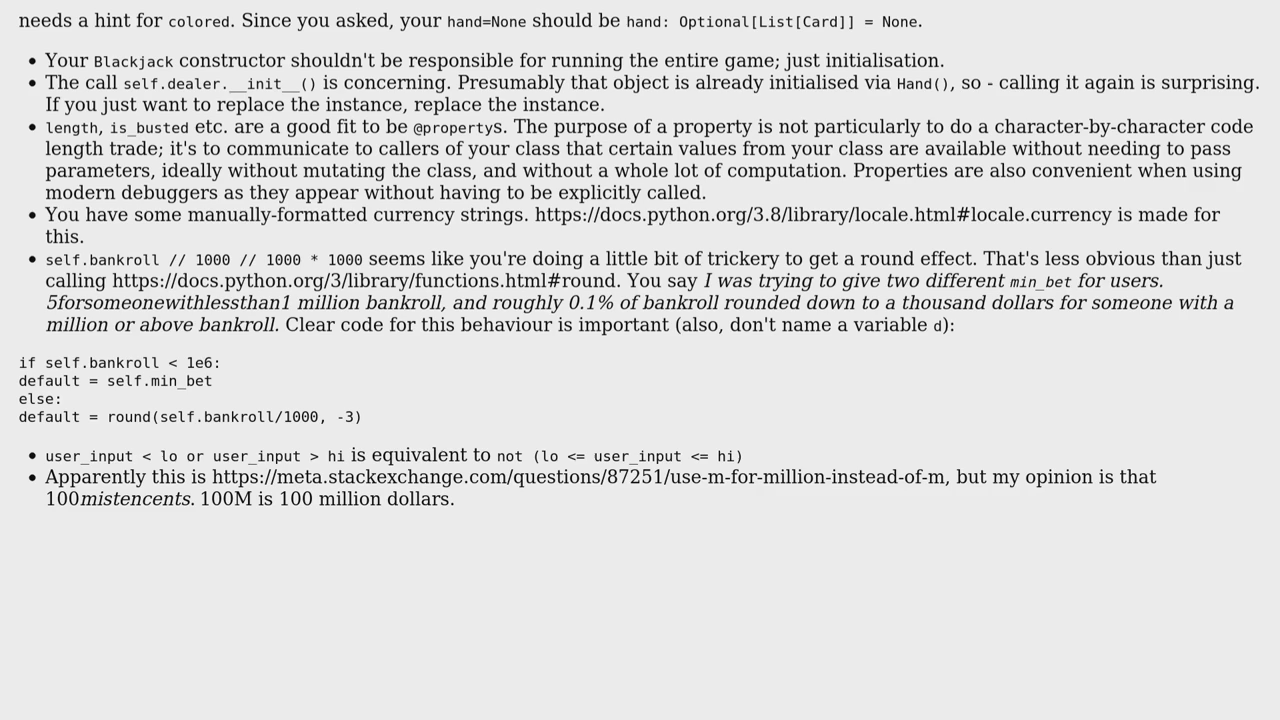 needs a hint for colored. Since you asked, your hand=None should be hand: Optional[List[Card]] = None.
• Your Blackjack constructor shouldn't be responsible for running the entire game; just initialisation.
• The call self.dealer.__init__() is concerning. Presumably that object is already initialised via Hand(), so - calling it again is surprising.
If you just want to replace the instance, replace the instance.
• length, is_busted etc. are a good fit to be @propertys. The purpose of a property is not particularly to do a character-by-character code
length trade; it's to communicate to callers of your class that certain values from your class are available without needing to pass
parameters, ideally without mutating the class, and without a whole lot of computation. Properties are also convenient when using
modern debuggers as they appear without having to be explicitly called.
• You have some manually-formatted currency strings. https://docs.python.org/3.8/library/locale.html#locale.currency is made for
this.
• self.bankroll // 1000 // 1000 * 1000 seems like you're doing a little bit of trickery to get a round effect. That's less obvious than just
calling https://docs.python.org/3/library/functions.html#round. You say I was trying to give two different min_bet for users.
5forsomeonewithlessthan1 million bankroll, and roughly 0.1% of bankroll rounded down to a thousand dollars for someone with a
million or above bankroll. Clear code for this behaviour is important (also, don't name a variable d):
if self.bankroll < 1e6:
default = self.min_bet
else:
default = round(self.bankroll/1000, -3)
• user_input < lo or user_input > hi is equivalent to not (lo <= user_input <= hi)
• Apparently this is https://meta.stackexchange.com/questions/87251/use-m-for-million-instead-of-m, but my opinion is that
100mistencents. 100M is 100 million dollars.